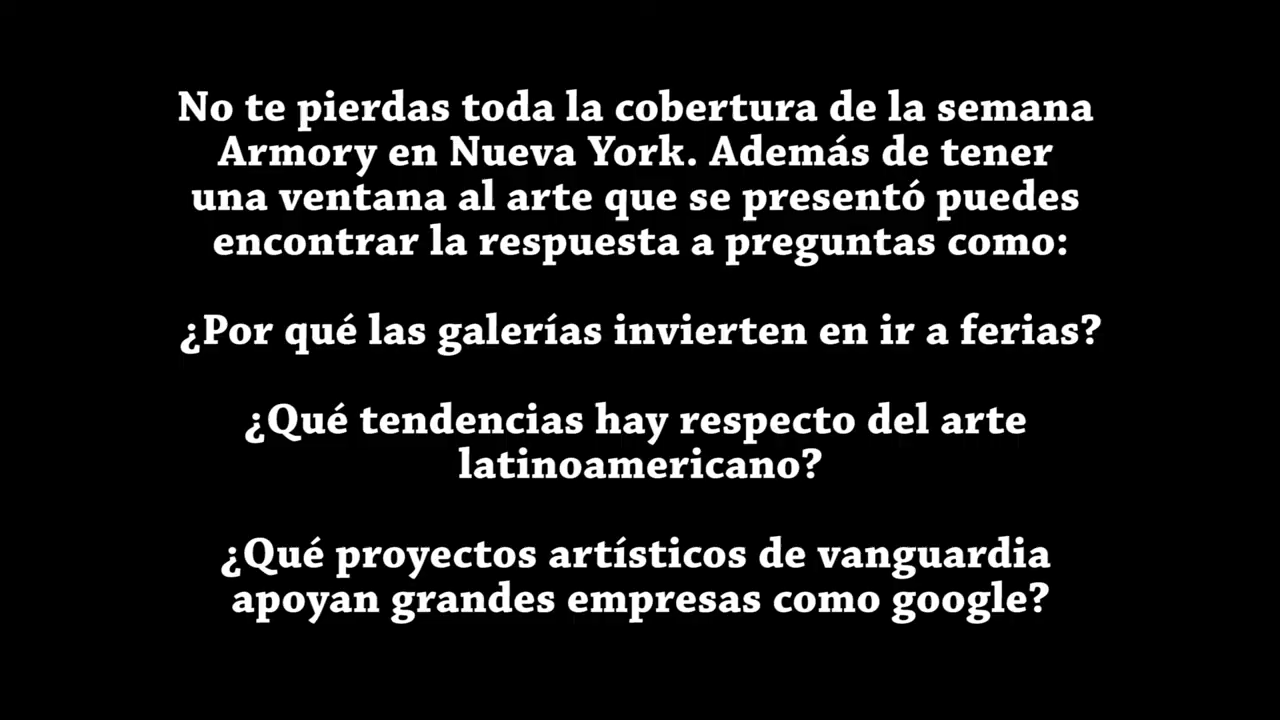 No te pierdas toda la cobertura de la semana
Armory en Nueva York. Además de tener
una ventana al arte que se presentó puedes
encontrar la respuesta a preguntas como:
¿Por qué las galerías invierten en ir a ferias?
¿Qué tendencias hay respecto del arte
latinoamericano?
¿Qué proyectos artísticos de vanguardia
apoyan grandes empresas como google?